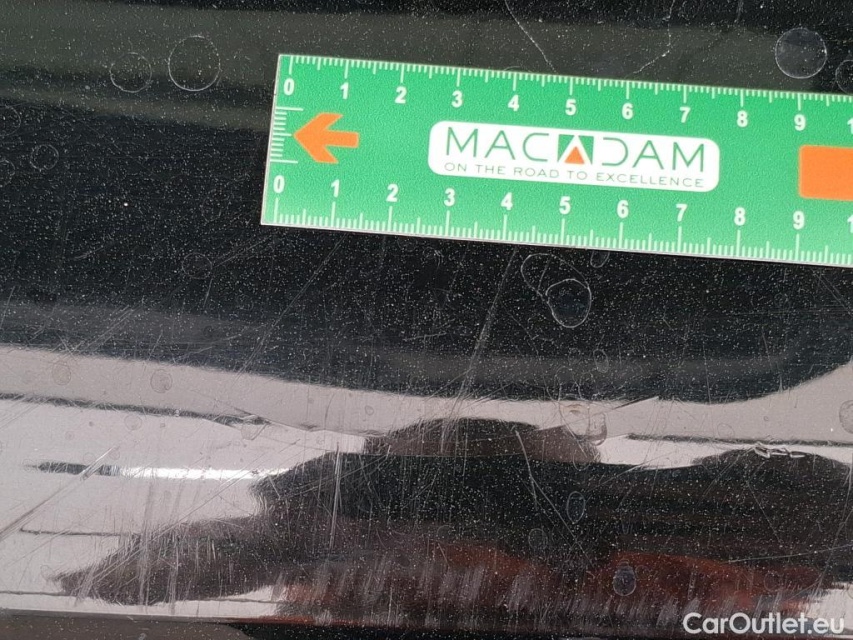 0 1 2 3 4 5 6 7 8 9
MACADAM
ON THE ROAD TO EXCELLENCE
0 1 2 3 4 5 6 7 8 9
CarOutlet.eu